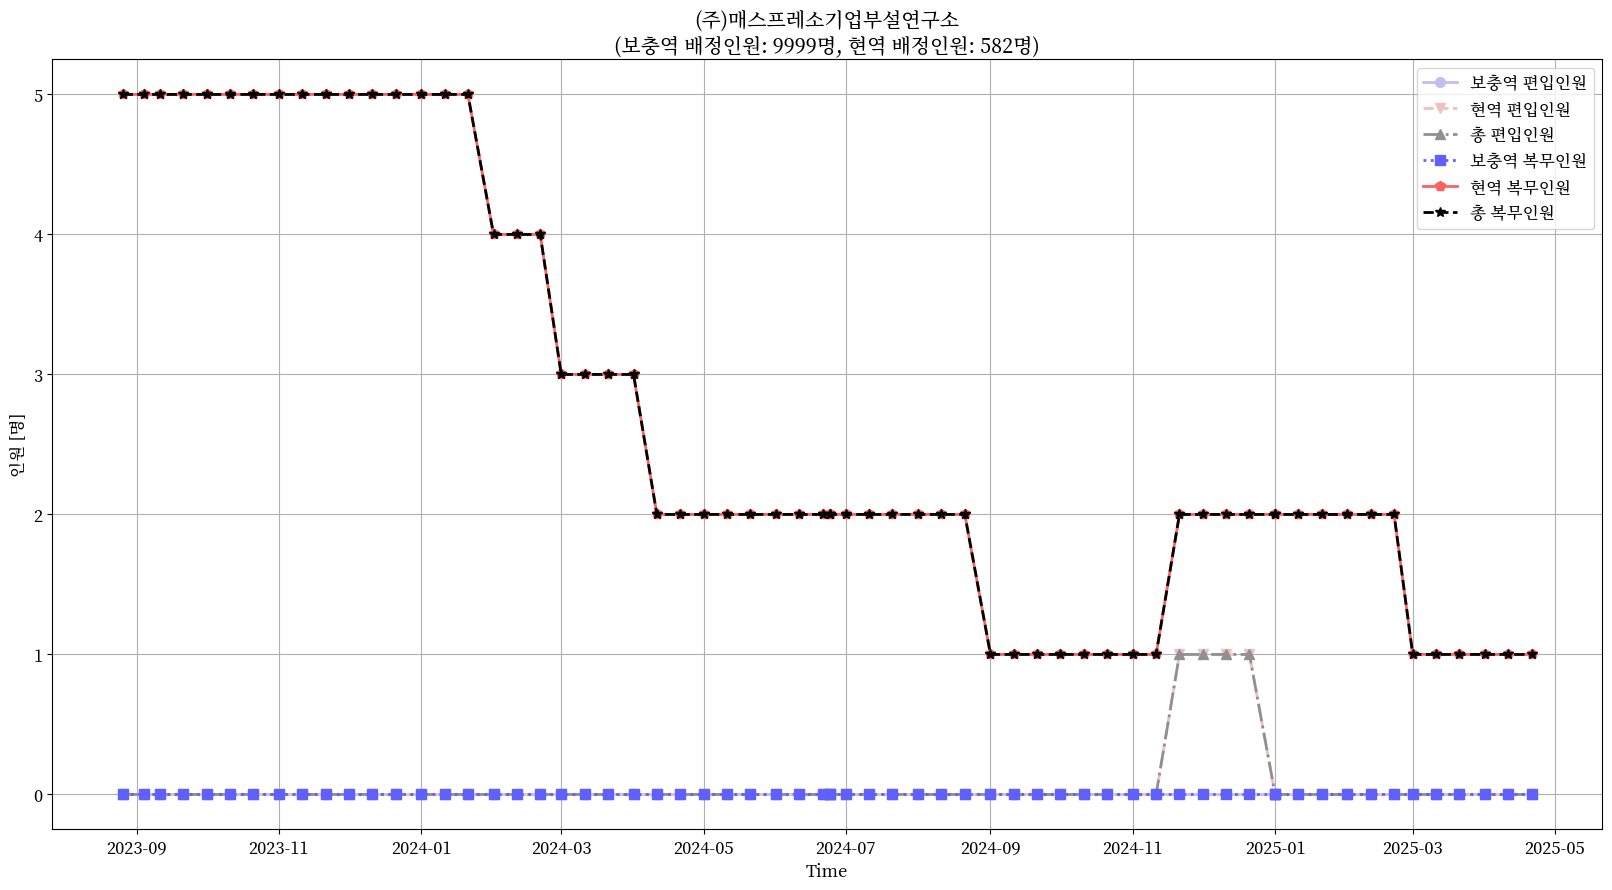 (주)매스프레소기업부설연구소
(보충역 배정인원: 9999명, 현역 배정인원: 582명)
보충역 편입인원
현역 편입인원
총 편입인원
보충역 복무인원
현역 복무인원
총 복무인원
인원 [명]
5
4
3
2
1
0
2023-09
2023-11
2024-01
2024-03
2024-05
2024-07
2024-09
2024-11
2025-01
2025-03
2025-05
Time